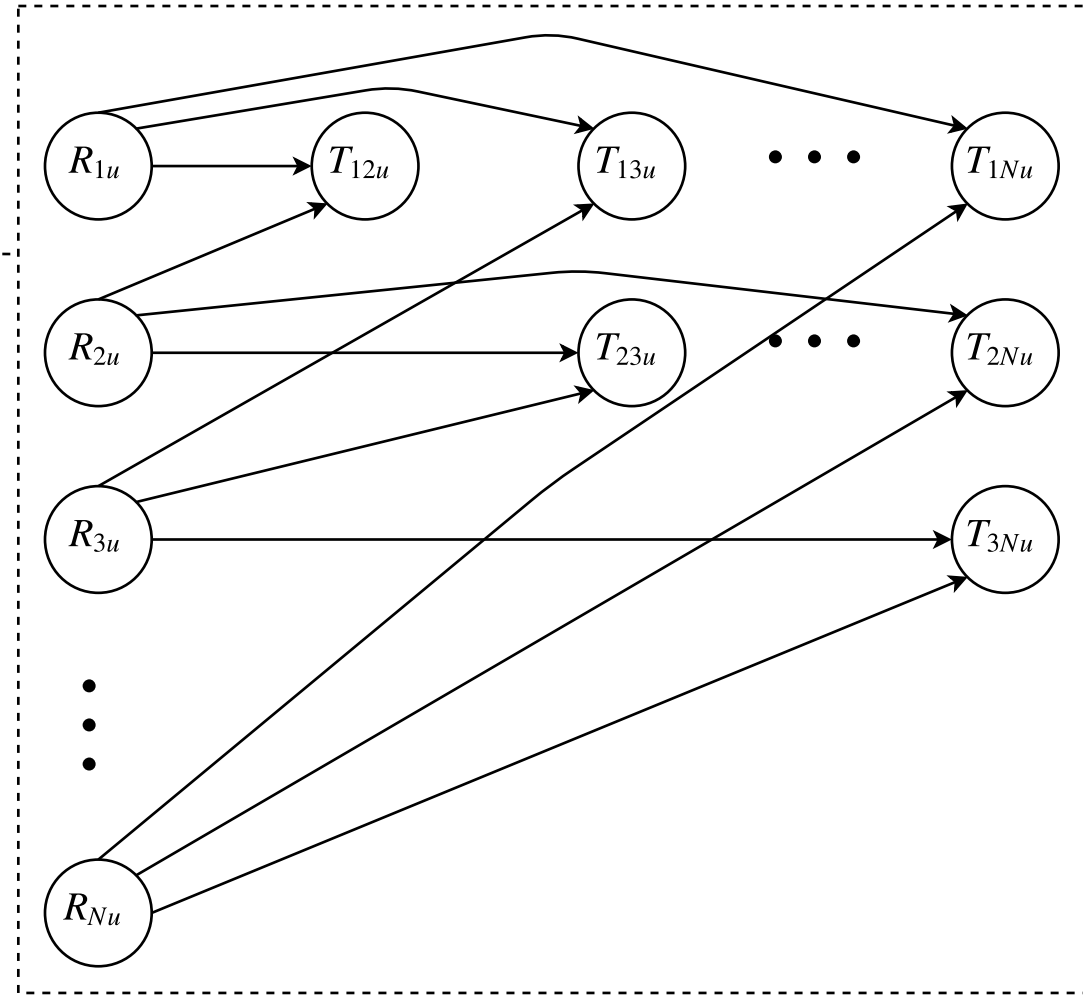 R1u T12u T13u • • • T1Nu
R2u T23u • • • T2Nu
R3u T3Nu
RNu